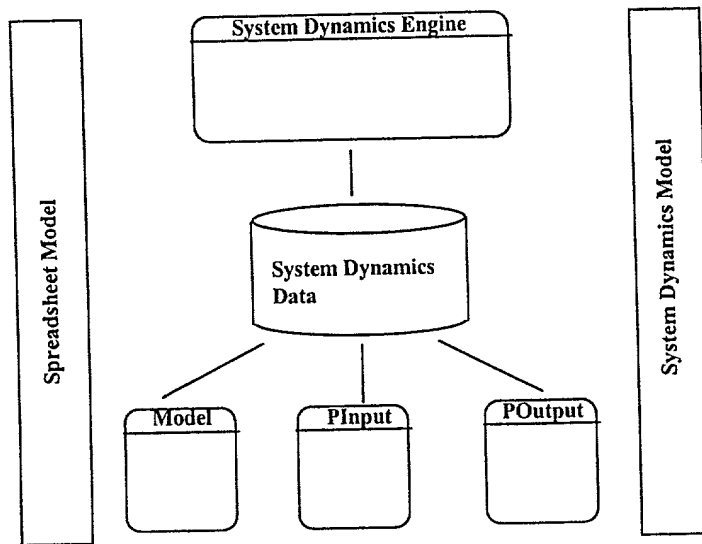 System Dynamics Engine
Spreadsheet Model
System Dynamics
Data
System Dynamics Model
Model
PInput
POutput